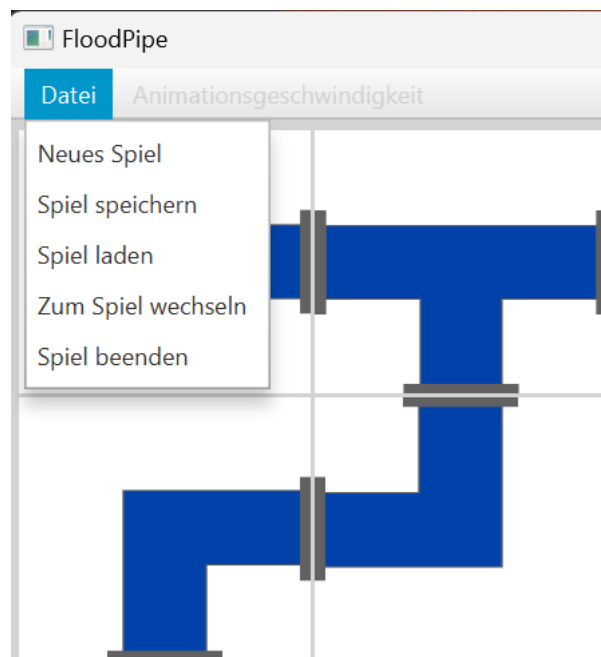 FloodPipe
Datei Animationsgeschwindigkeit
Neues Spiel
Spiel speichern
Spiel laden
Zum Spiel wechseln
Spiel beenden